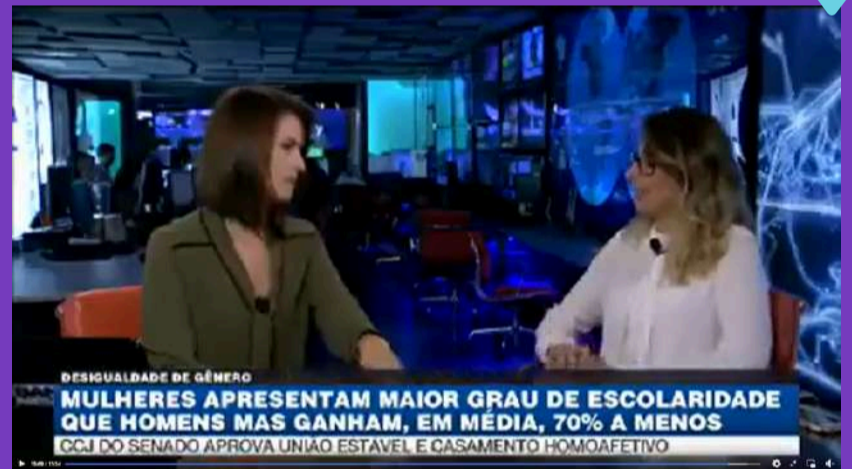 DESIGUALDADE DE GÊNERO
MULHERES APRESENTAM MAIOR GRAU DE ESCOLARIDADE
QUE HOMENS MAS GANHAM, EM MÉDIA, 70% A MENOS
CCJ DO SENADO APROVA UNIÃO ESTAVEL E CASAMENTO HOMOAFETIVO